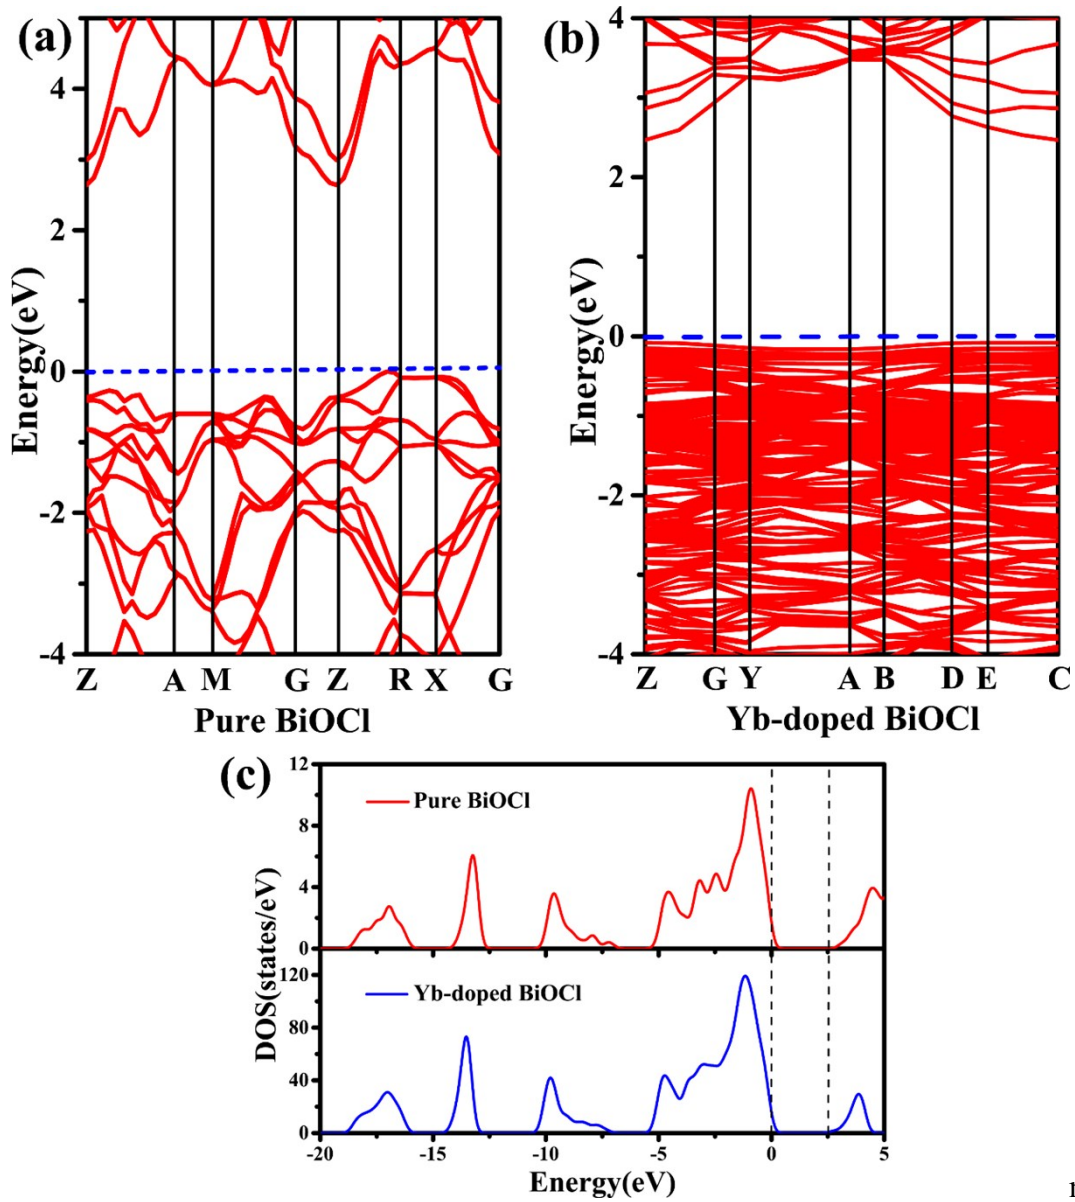 (a)
(b)
4
2
0
-2
-4
Energy(eV)
Z A M G Z R X G
Pure BiOCl
4
2
0
-2
-4
Energy(eV)
Z G Y A B D E C
Yb-doped BiOCl
(c)
12
8
4
0
Pure BiOCl
120
80
40
0
Yb-doped BiOCl
DOS(states/eV)
-20 -15 -10 -5 0 5
Energy(eV)
1